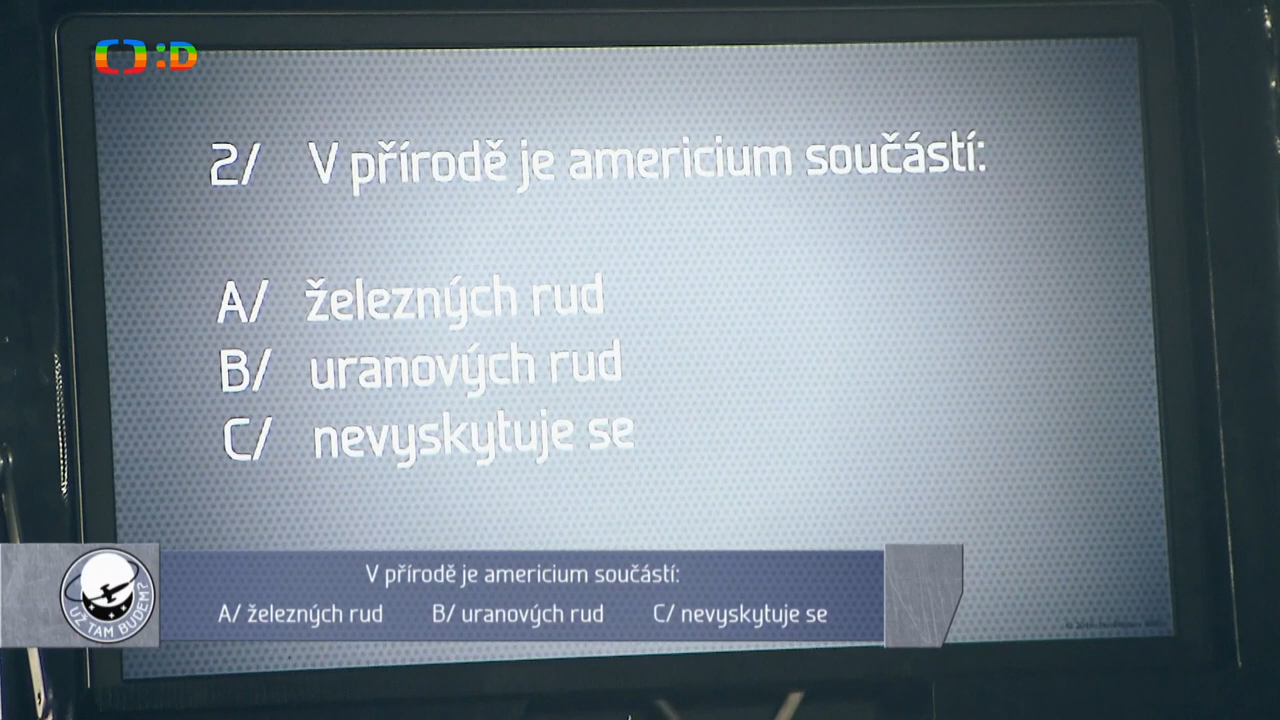 :D
2/ V přírodě je americium součástí:
A/ železných rud
B/ uranových rud
C/ nevyskytuje se
V přírodě je americium součástí:
A/ železných rud B/ uranových rud C/ nevyskytuje se
UŽ TAM BUDEM?